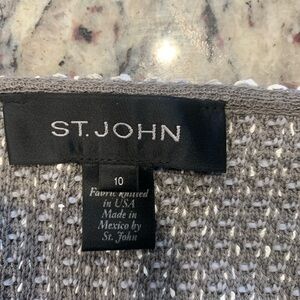 ST. JOHN
10
Fabric Knitted
in USA
Made in
Mexico by
St. John